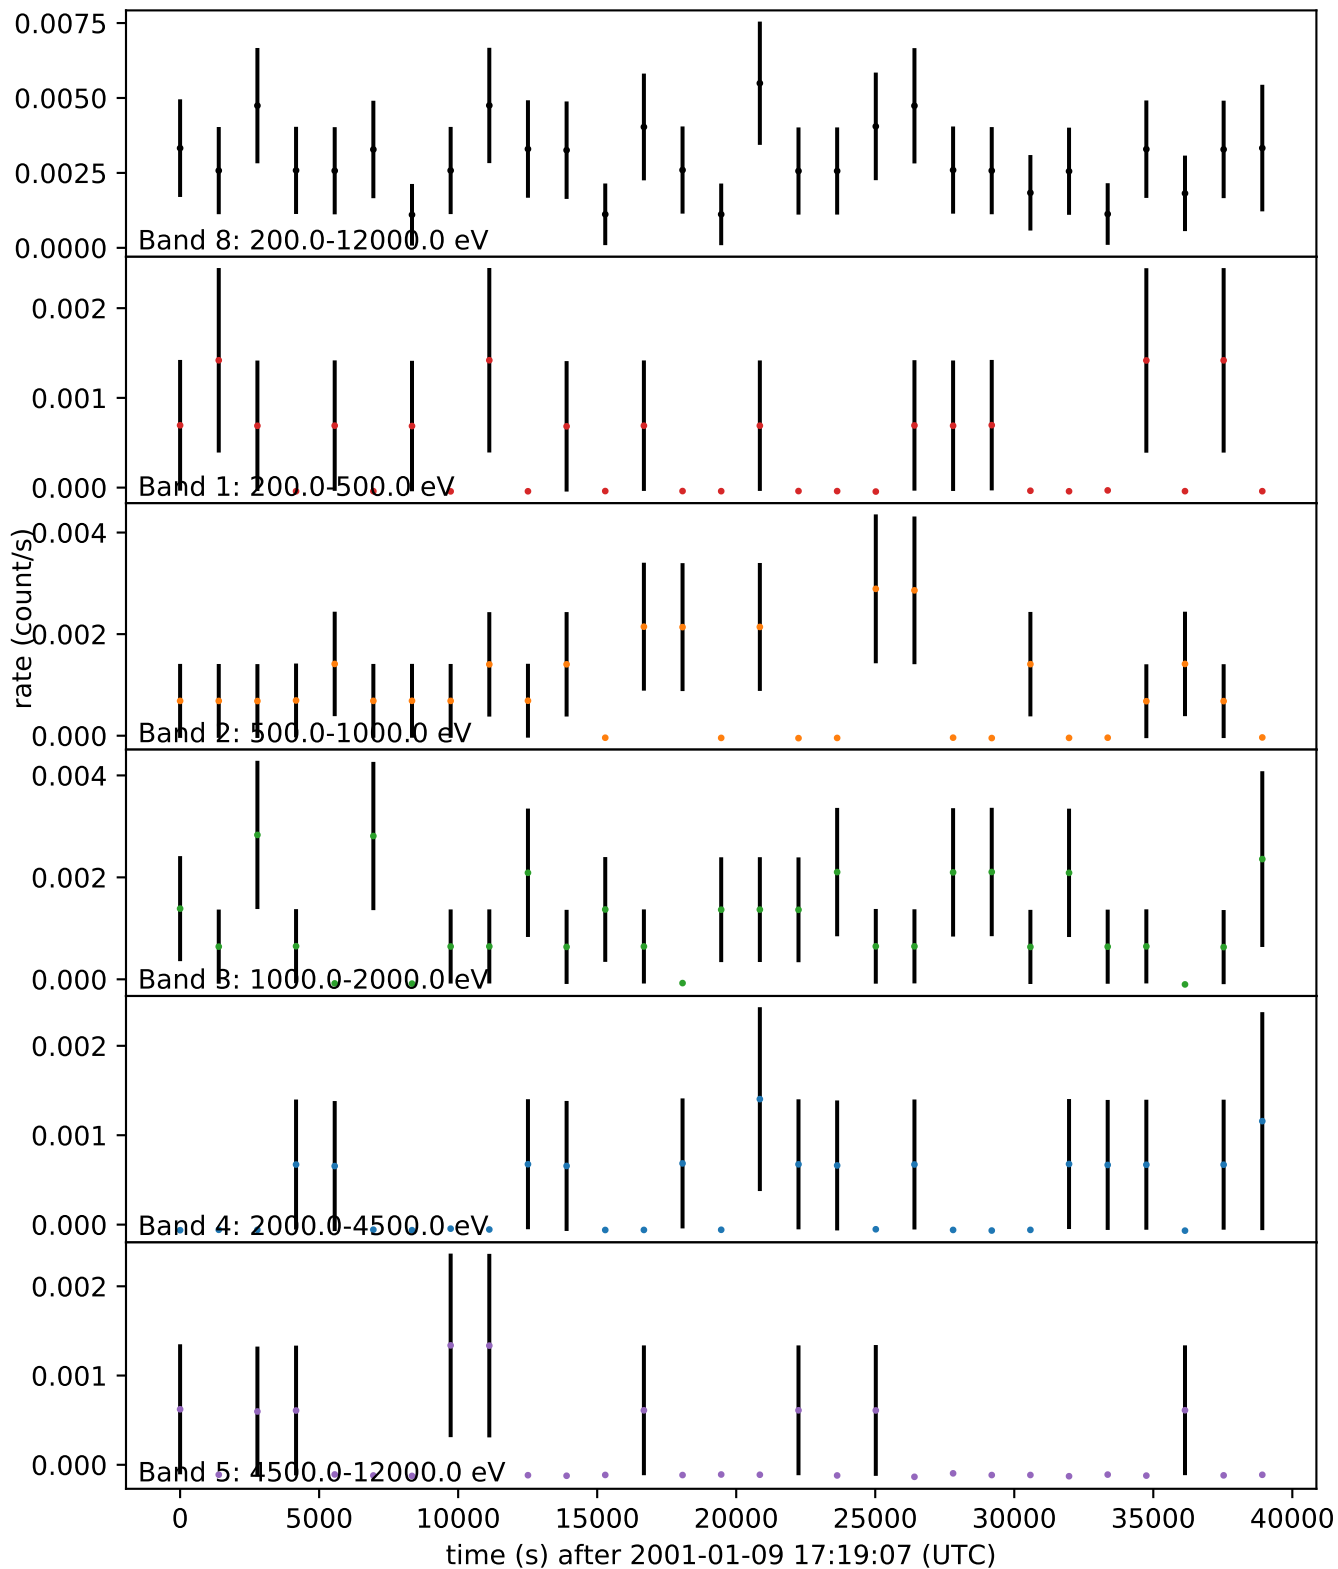 0.0075
0.0050
0.0025
0.0000
Band 8: 200.0-12000.0 eV
0.002
0.001
0.000
Band 1: 200.0-500.0 eV
rate (count/s)
0.004
0.002
0.000
Band 2: 500.0-1000.0 eV
0.004
0.002
0.000
Band 3: 1000.0-2000.0 eV
0.002
0.001
0.000
Band 4: 2000.0-4500.0 eV
0.002
0.001
0.000
Band 5: 4500.0-12000.0 eV
0 5000 10000 15000 20000 25000 30000 35000 40000
time (s) after 2001-01-09 17:19:07 (UTC)